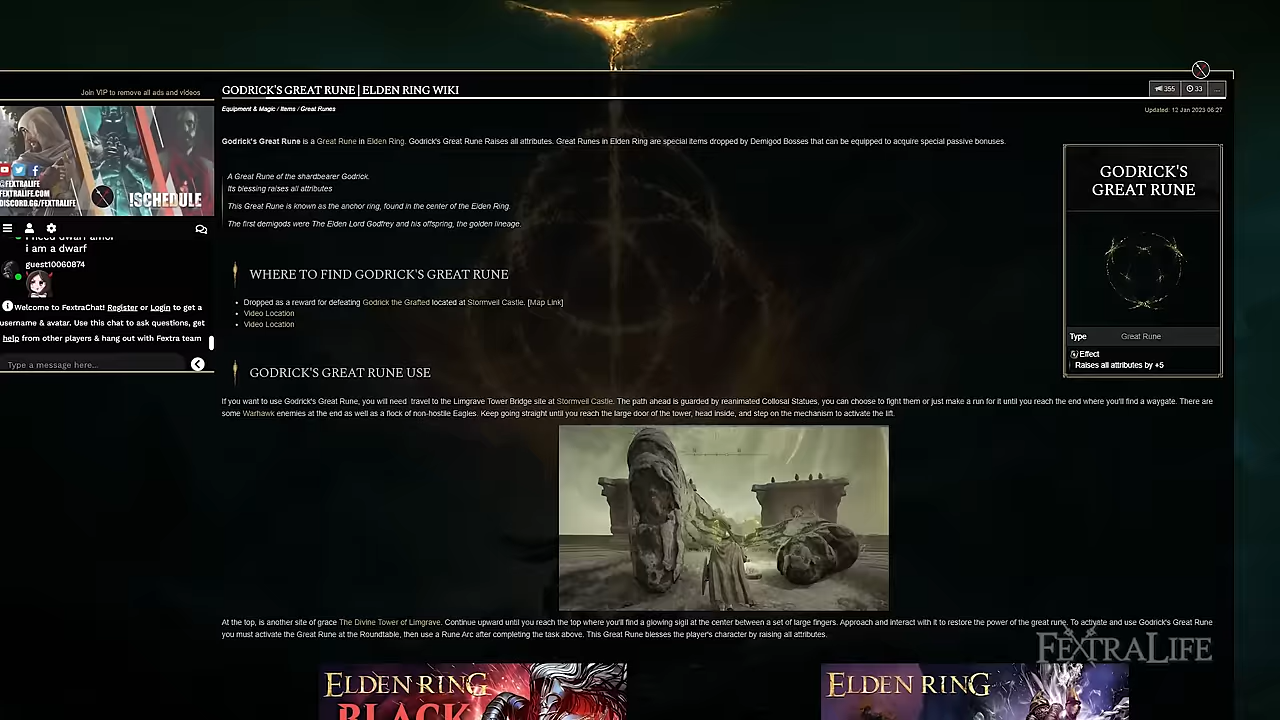 Join VIP to remove all ads and videos
@FEXTRALIFE
FEXTRALIFE.COM
DISCORD.GG/FEXTRALIFE
!SCHEDULE
i need dwarf armor
i am a dwarf
guest10060874
Welcome to FextraChat! Register or Login to get a
username & avatar. Use this chat to ask questions, get
help from other players & hang out with Fextra team
Type a message here...
GODRICK'S GREAT RUNE | ELDEN RING WIKI
355
33
...
Equipment & Magic / Items / Great Runes
Updated: 12 Jan 2023 06:27
Godrick's Great Rune is a Great Rune in Elden Ring. Godrick's Great Rune Raises all attributes. Great Runes in Elden Ring are special items dropped by Demigod Bosses that can be equipped to acquire special passive bonuses.
A Great Rune of the shardbearer Godrick.
Its blessing raises all attributes
This Great Rune is known as the anchor ring, found in the center of the Elden Ring.
The first demigods were The Elden Lord Godfrey and his offspring, the golden lineage.
GODRICK'S
GREAT RUNE
Type Great Rune
Effect
Raises all attributes by +5
WHERE TO FIND GODRICK'S GREAT RUNE
• Dropped as a reward for defeating Godrick the Grafted located at Stormveil Castle. [Map Link]
• Video Location
• Video Location
GODRICK'S GREAT RUNE USE
If you want to use Godrick's Great Rune, you will need travel to the Limgrave Tower Bridge site at Stormveil Castle. The path ahead is guarded by reanimated Collosal Statues, you can choose to fight them or just make a run for it until you reach the end where you'll find a waygate. There are
some Warhawk enemies at the end as well as a flock of non-hostile Eagles. Keep going straight until you reach the large door of the tower, head inside, and step on the mechanism to activate the lift.
At the top, is another site of grace The Divine Tower of Limgrave. Continue upward until you reach the top where you'll find a glowing sigil at the center between a set of large fingers. Approach and interact with it to restore the power of the great rune. To activate and use Godrick's Great Rune
you must activate the Great Rune at the Roundtable, then use a Rune Arc after completing the task above. This Great Rune blesses the player's character by raising all attributes.
FEXTRALIFE
ELDEN RING
BLACK
ELDEN RING